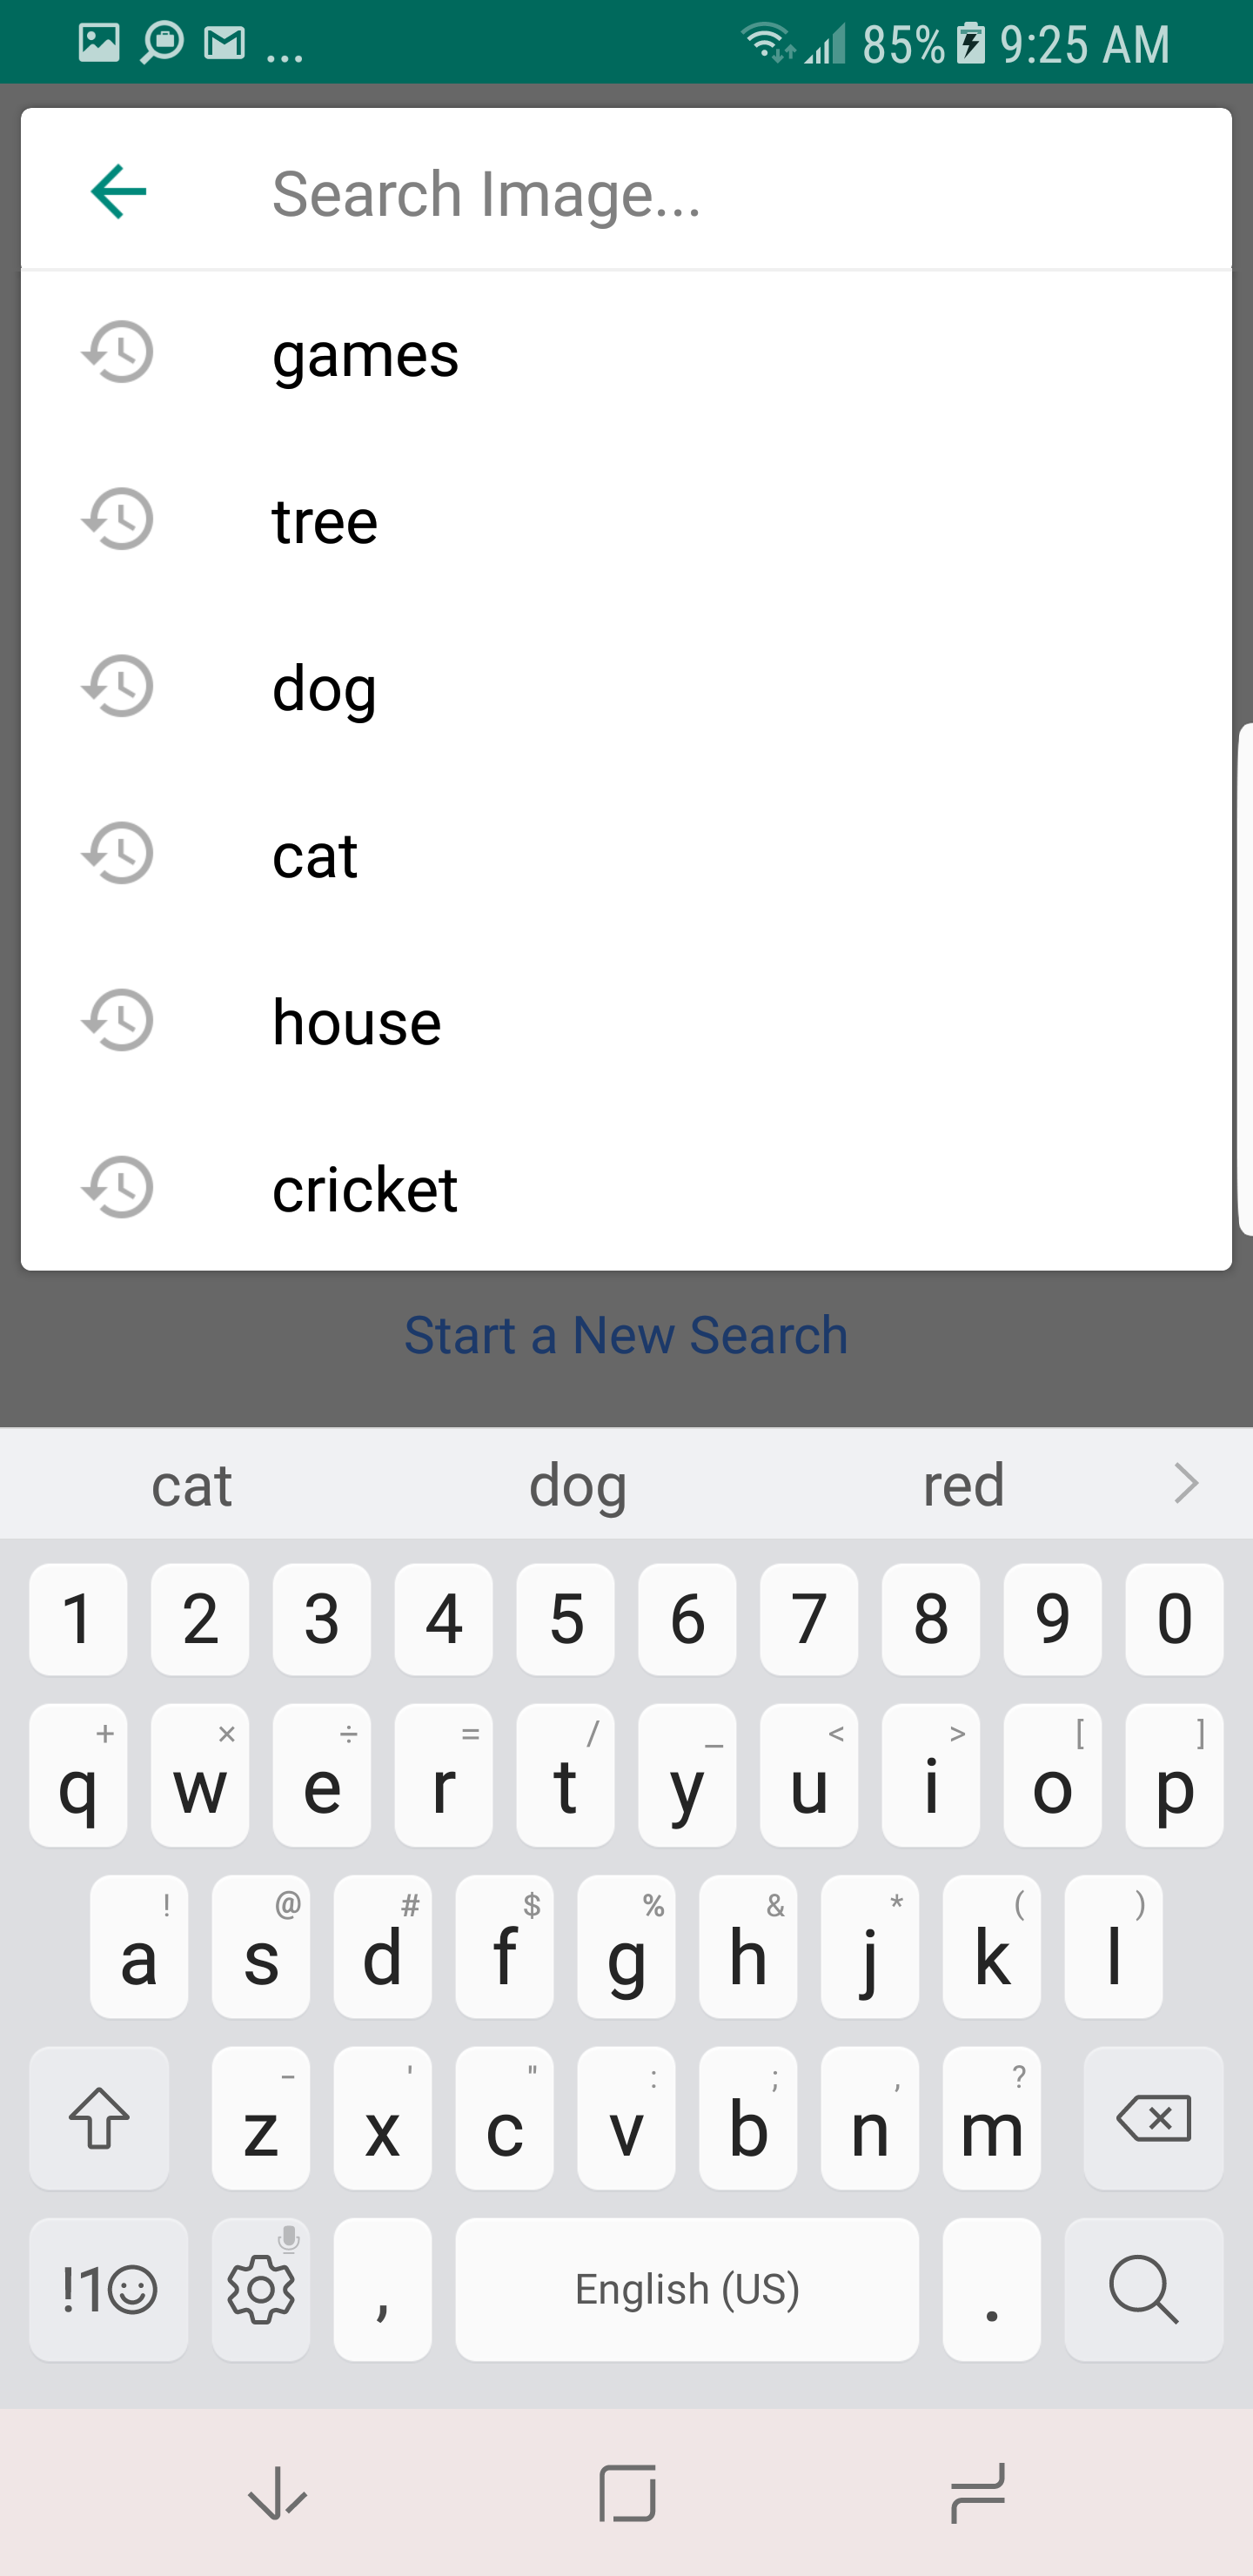 ... 85% 9:25 AM
Search Image...
games
tree
dog
cat
house
cricket
Start a New Search
cat dog red
1 2 3 4 5 6 7 8 9 0
+ × ÷ = / _ < > [ ]
q w e r t y u i o p
! @ # $ % & * ( )
a s d f g h j k l
- ' " : ; , ?
z x c v b n m
!1☺ , English (US) .